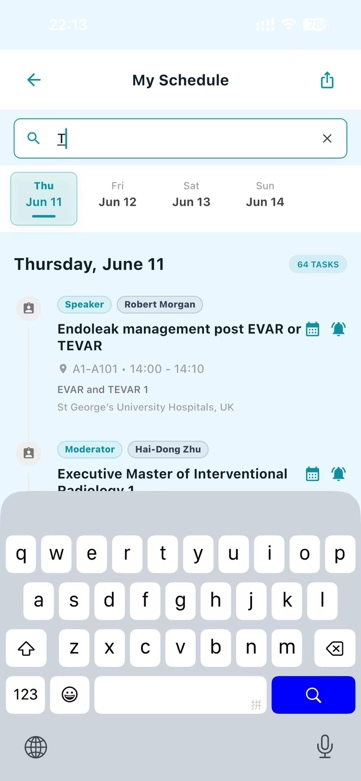 22:13
My Schedule
T
Thu
Jun 11
Fri
Jun 12
Sat
Jun 13
Sun
Jun 14
Thursday, June 11
64 TASKS
Speaker
Robert Morgan
Endoleak management post EVAR or
TEVAR
A1-A101 • 14:00 - 14:10
EVAR and TEVAR 1
St George's University Hospitals, UK
Moderator
Hai-Dong Zhu
Executive Master of Interventional
Radiology 1
q w e r t y u i o p
a s d f g h j k l
z x c v b n m
123
拼